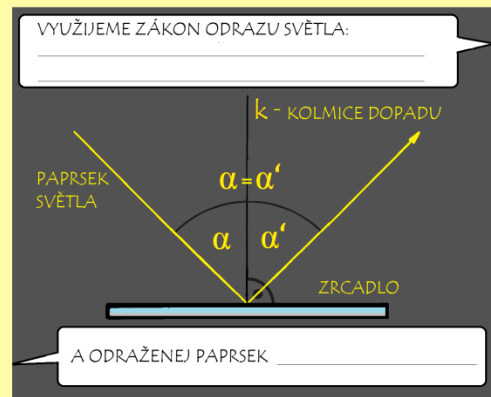 VYUŽIJEME ZÁKON ODRAZU SVĚTLA:
k - KOLMICE DOPADU
PAPRSEK
SVĚTLA
α = α'
α α'
ZRCADLO
A ODRAŽENEJ PAPRSEK